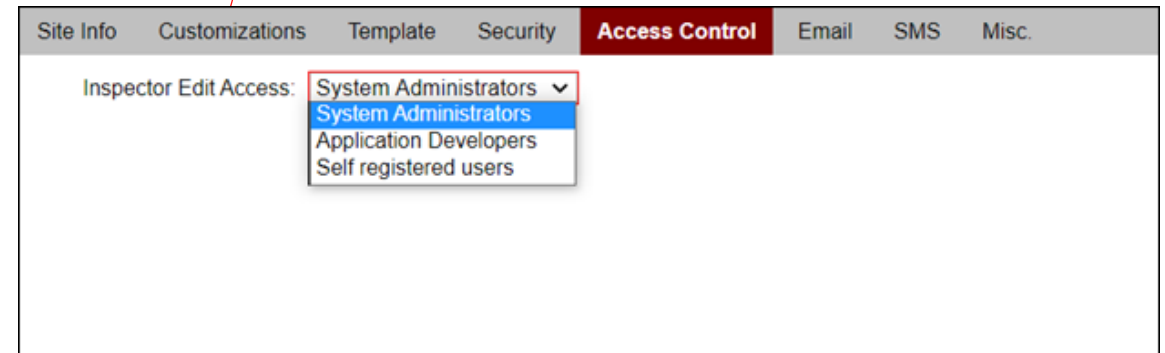 Site Info Customizations Template Security Access Control Email SMS Misc.
Inspector Edit Access: System Administrators
System Administrators
Application Developers
Self registered users